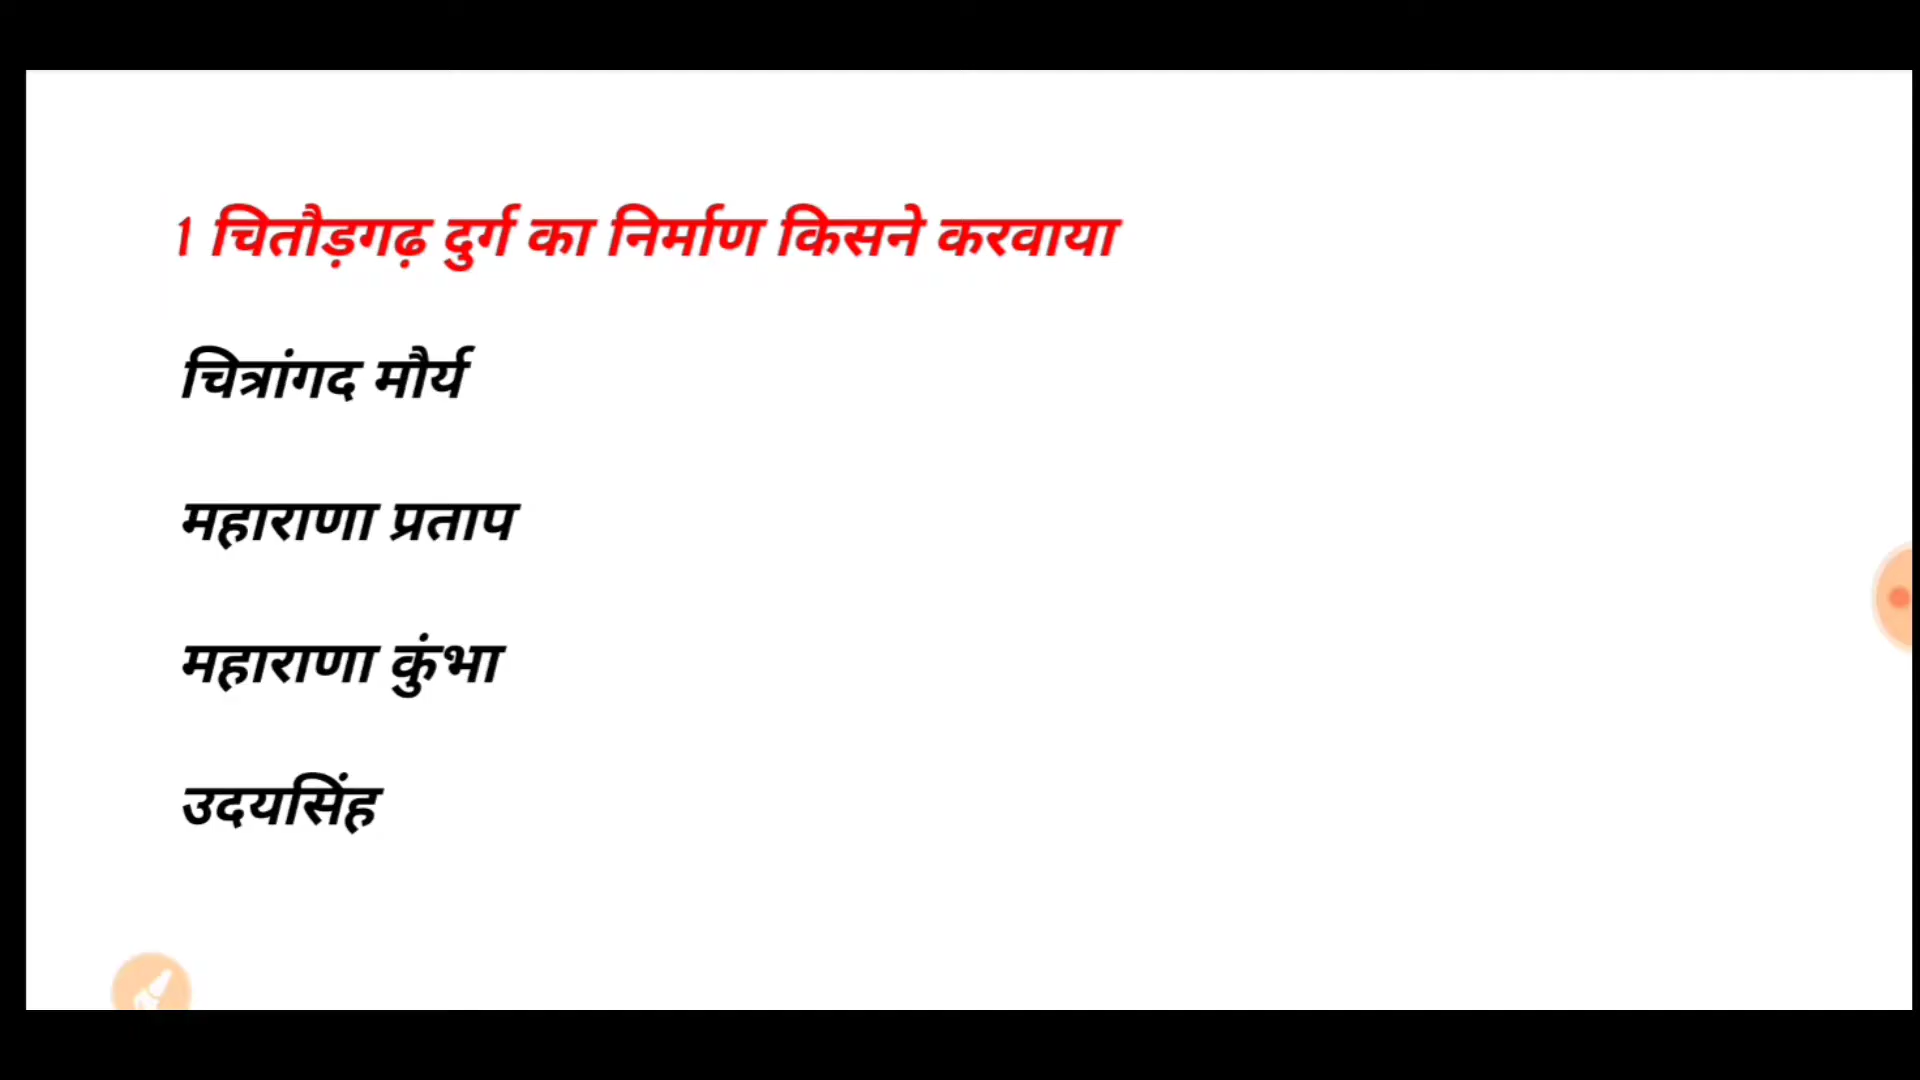 1 चितौड़गढ़ दुर्ग का निर्माण किसने करवाया
चित्रांगद मौर्य
महाराणा प्रताप
महाराणा कुंभा
उदयसिंह